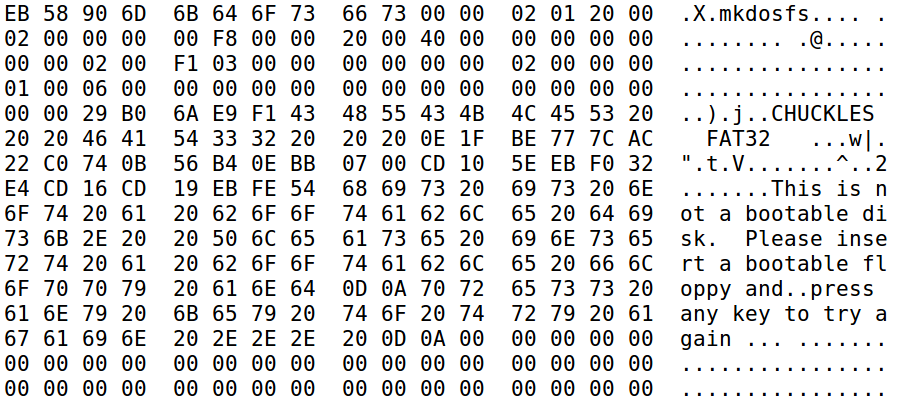 EB 58 90 6D 6B 64 6F 73 66 73 00 00 02 01 20 00 .X.mkdosfs.... .
02 00 00 00 00 F8 00 00 20 00 40 00 00 00 00 00 ........ .@.....
00 00 02 00 F1 03 00 00 00 00 00 00 02 00 00 00 ................
01 00 06 00 00 00 00 00 00 00 00 00 00 00 00 00 ................
00 00 29 B0 6A E9 F1 43 48 55 43 4B 4C 45 53 20 ..).j..CHUCKLES
20 20 46 41 54 33 32 20 20 20 0E 1F BE 77 7C AC FAT32 ...w|.
22 C0 74 0B 56 B4 0E BB 07 00 CD 10 5E EB F0 32 ".t.V.......^..2
E4 CD 16 CD 19 EB FE 54 68 69 73 20 69 73 20 6E .......This is n
6F 74 20 61 20 62 6F 6F 74 61 62 6C 65 20 64 69 ot a bootable di
73 6B 2E 20 20 50 6C 65 61 73 65 20 69 6E 73 65 sk.  Please inse
72 74 20 61 20 62 6F 6F 74 61 62 6C 65 20 66 6C rt a bootable fl
6F 70 70 79 20 61 6E 64 0D 0A 70 72 65 73 73 20 oppy and..press
61 6E 79 20 6B 65 79 20 74 6F 20 74 72 79 20 61 any key to try a
67 61 69 6E 20 2E 2E 2E 20 0D 0A 00 00 00 00 00 gain ... .......
00 00 00 00 00 00 00 00 00 00 00 00 00 00 00 00 ................
00 00 00 00 00 00 00 00 00 00 00 00 00 00 00 00 ................